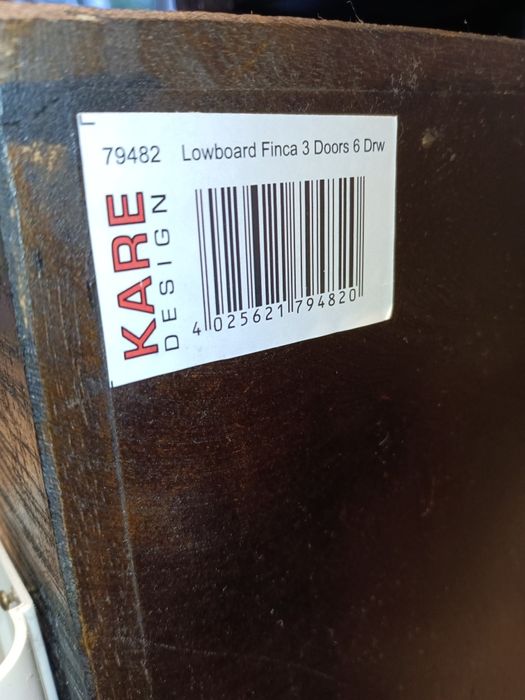 79482 Lowboard Finca 3 Doors 6 Drw
KARE
DESIGN
4 025621 794820